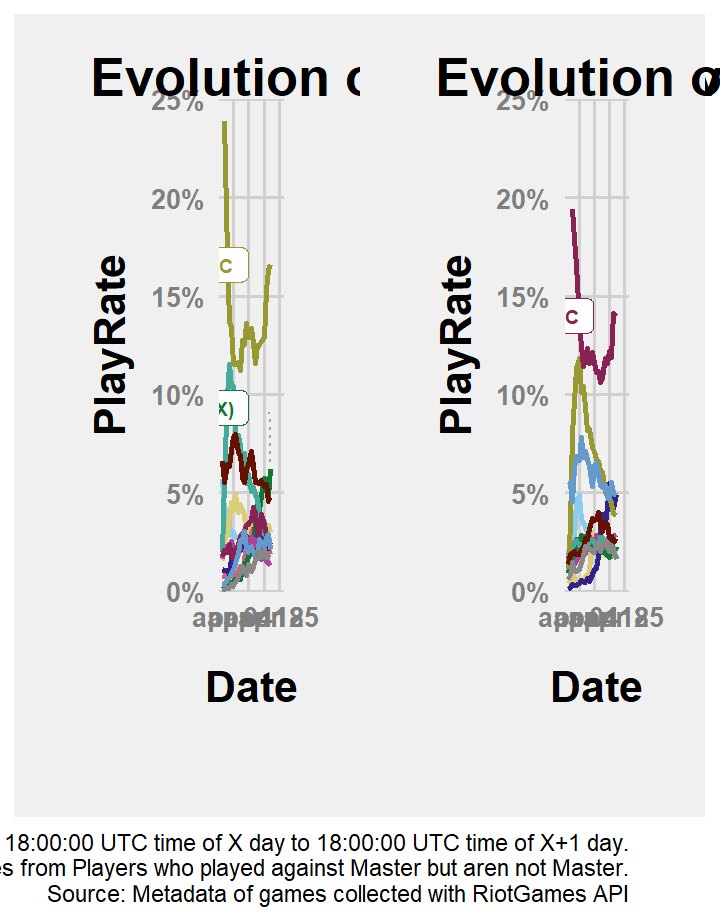 Evolution
Evolution
25%
25%
20%
20%
C
15%
15%
C
X)
10%
10%
5%
5%
0%
0%
PlayRate
PlayRate
Date
Date
18:00:00 UTC time of X day to 18:00:00 UTC time of X+1 day.
from Players who played against Master but aren not Master.
Source: Metadata of games collected with RiotGames API